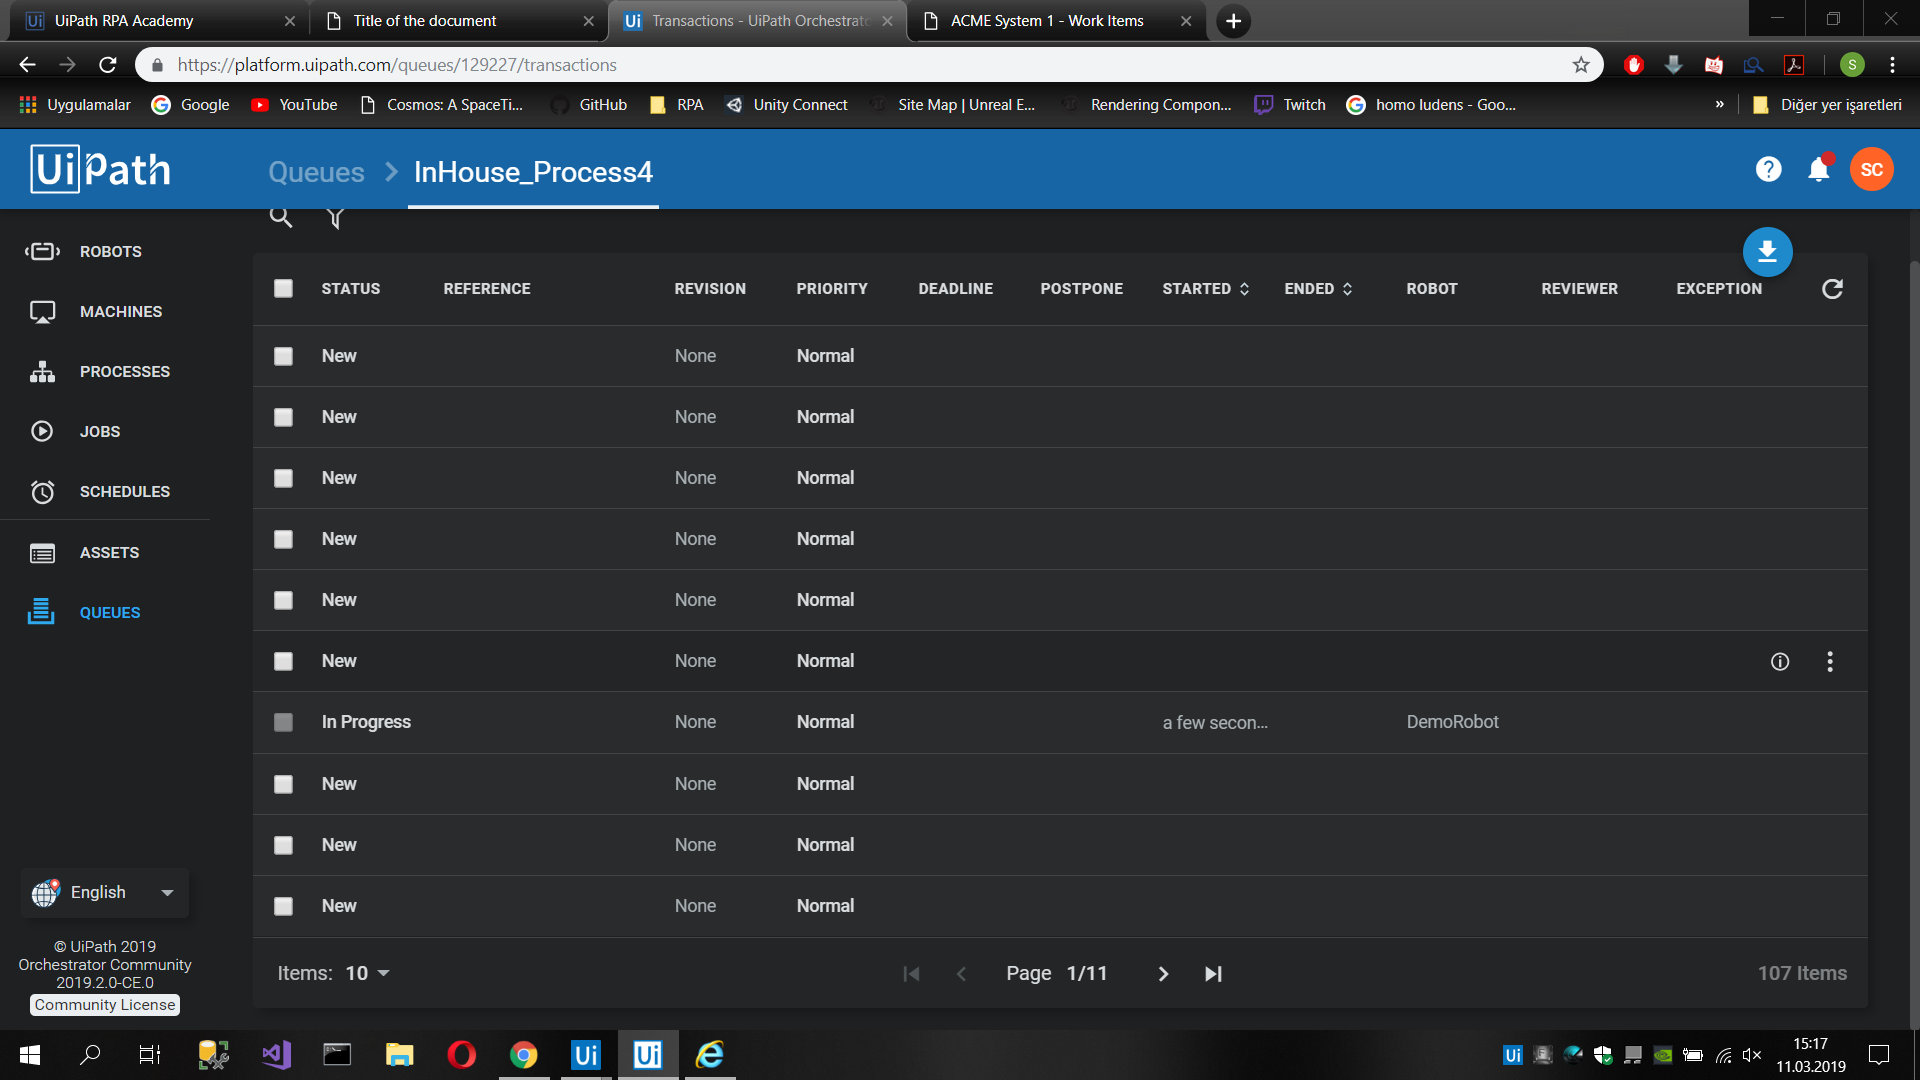 UiPath RPA Academy
Title of the document
Ui Transactions - UiPath Orchestrato
ACME System 1 - Work Items
https://platform.uipath.com/queues/129227/transactions
S
Uygulamalar
Google
YouTube
Cosmos: A SpaceTi...
GitHub
RPA
Unity Connect
Site Map | Unreal E...
Rendering Compon...
Twitch
homo ludens - Goo...
»
Diğer yer işaretleri
UiPath
Queues > InHouse_Process4
SC
ROBOTS
MACHINES
PROCESSES
JOBS
SCHEDULES
ASSETS
QUEUES
STATUS REFERENCE REVISION PRIORITY DEADLINE POSTPONE STARTED ENDED ROBOT REVIEWER EXCEPTION
New None Normal
New None Normal
New None Normal
New None Normal
New None Normal
New None Normal
In Progress None Normal a few secon... DemoRobot
New None Normal
New None Normal
New None Normal
Items: 10
Page 1/11
107 Items
English
© UiPath 2019
Orchestrator Community
2019.2.0-CE.0
Community License
Ui
Ui
Ui
15:17
11.03.2019